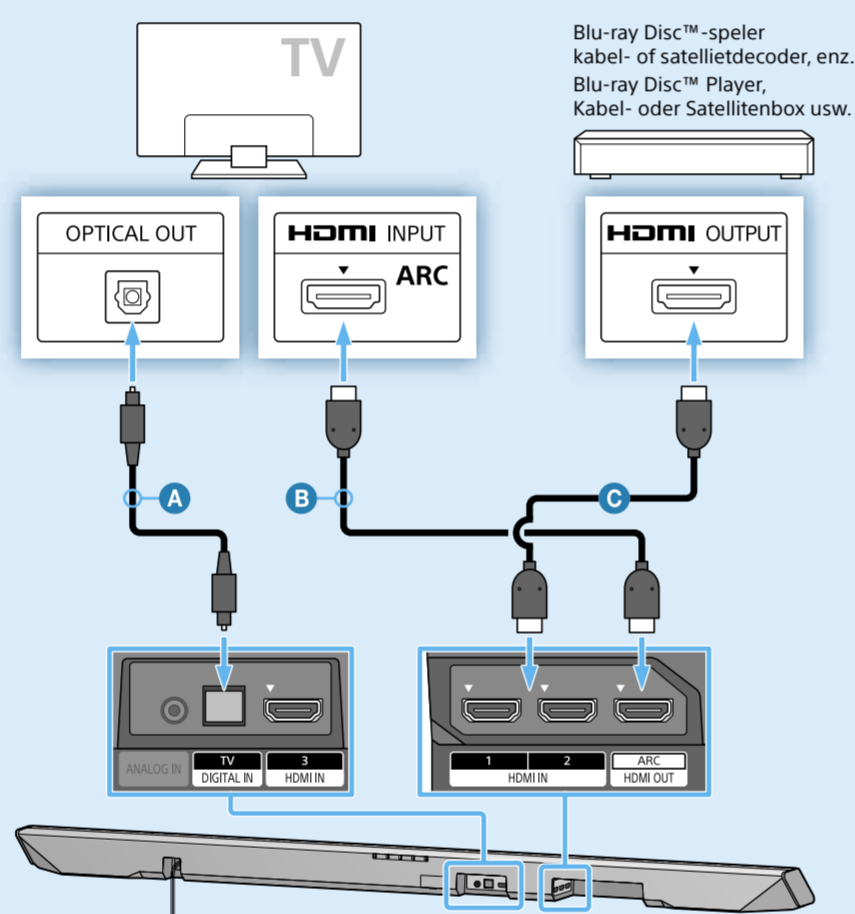 TV
Blu-ray Disc™-speler
kabel- of satellietdecoder, enz.
Blu-ray Disc™ Player,
Kabel- oder Satellitenbox usw.
OPTICAL OUT
HDMI INPUT
ARC
HDMI OUTPUT
A
B
C
ANALOG IN
TV
DIGITAL IN
3
HDMI IN
1 2
HDMI IN
ARC
HDMI OUT